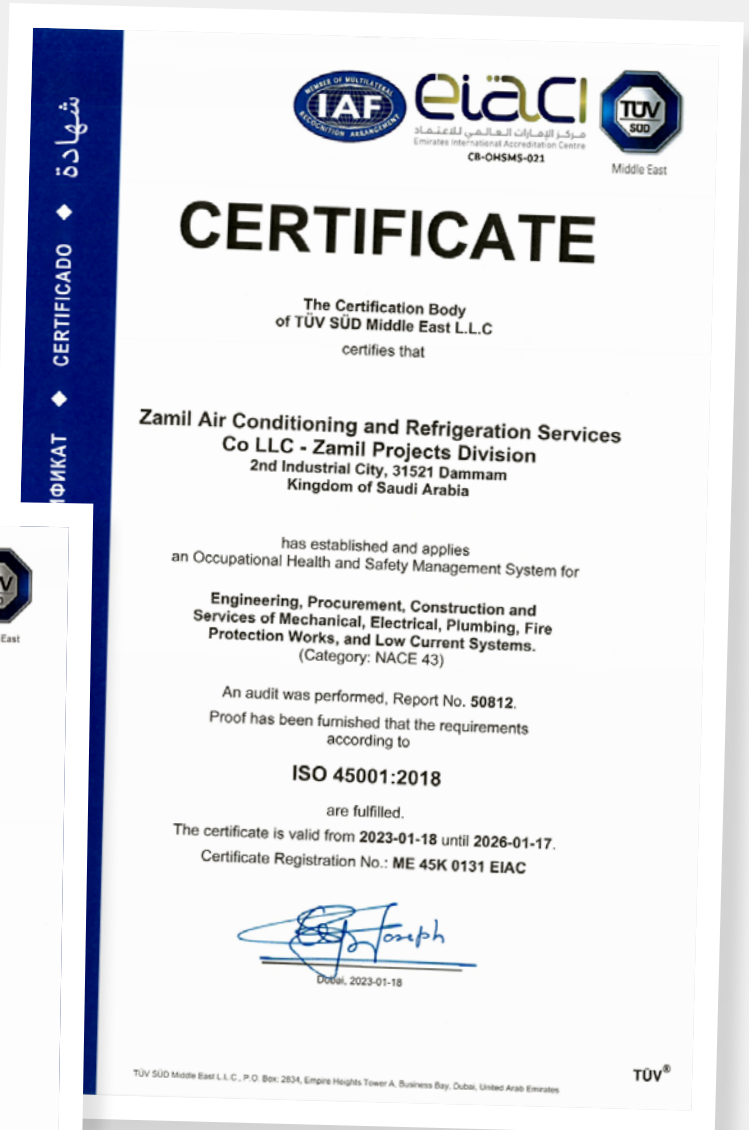 MEMBER OF MULTILATERAL
IAF
RECOGNITION ARRANGEMENT
eiaci
مركز الإمارات العالمي للاعتماد
Emirates International Accreditation Centre
CB-OHSMS-021
TÜV
SÜD
Middle East
شهادة
CERTIFICADO
ИФИКАТ
CERTIFICATE
The Certification Body
of TÜV SÜD Middle East L.L.C
certifies that
Zamil Air Conditioning and Refrigeration Services
Co LLC - Zamil Projects Division
2nd Industrial City, 31521 Dammam
Kingdom of Saudi Arabia
has established and applies
an Occupational Health and Safety Management System for
Engineering, Procurement, Construction and
Services of Mechanical, Electrical, Plumbing, Fire
Protection Works, and Low Current Systems.
(Category: NACE 43)
An audit was performed, Report No. 50812.
Proof has been furnished that the requirements
according to
ISO 45001:2018
are fulfilled.
The certificate is valid from 2023-01-18 until 2026-01-17.
Certificate Registration No.: ME 45K 0131 EIAC
Joseph
Dubai, 2023-01-18
TÜV SÜD Middle East L.L.C., P.O. Box: 2834, Empire Heights Tower A, Business Bay, Dubai, United Arab Emirates
TÜV®
East